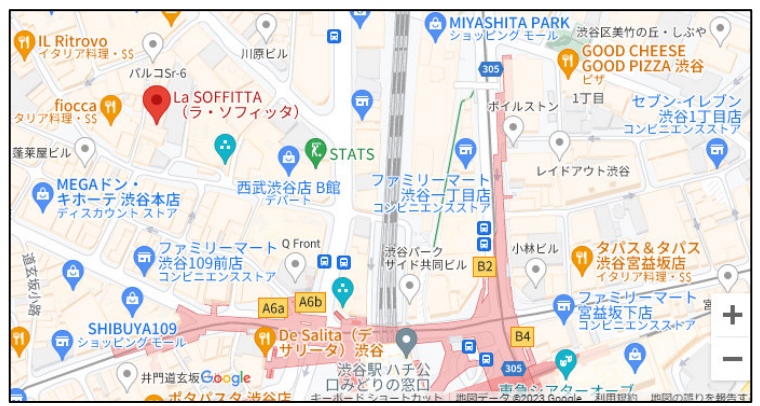 IL Ritrovo
イタリア料理・$$
川原ビル
MIYASHITA PARK
ショッピング モール
渋谷区美竹の丘・しぶや
GOOD CHEESE
GOOD PIZZA 渋谷
ピザ
パルコSr-6
305
fiocca
タリア料理・$$
La SOFFITTA
（ラ・ソフィッタ）
ボイルストン
1丁目
セブン-イレブン
渋谷1丁目店
コンビニエンスストア
蓬莱屋ビル
STATS
西武渋谷店 B館
デパート
ファミリーマート
渋谷一丁目店
コンビニエンスストア
レイドアウト渋谷
MEGAドン・
キホーテ 渋谷本店
ディスカウント ストア
道玄坂小路
ファミリーマート
渋谷109前店
コンビニエンスストア
Q Front
渋谷パーク
サイド共同ビル
B2
小林ビル
タパス＆タパス
渋谷宮益坂店
イタリア料理・$$
A6a
A6b
ファミリーマート
宮益坂下店
コンビニエンスストア
宮
SHIBUYA109
ショッピング モール
De Salita（デ
サリータ）渋谷
B4
渋谷駅 ハチ公
口みどりの窓口
305
井門道玄坂
Google
ポタパスタ 渋谷店
東急シアターオーブ
キーボード ショートカット
地図データ ©2023 Google
利用規約
地図の誤りを報告す